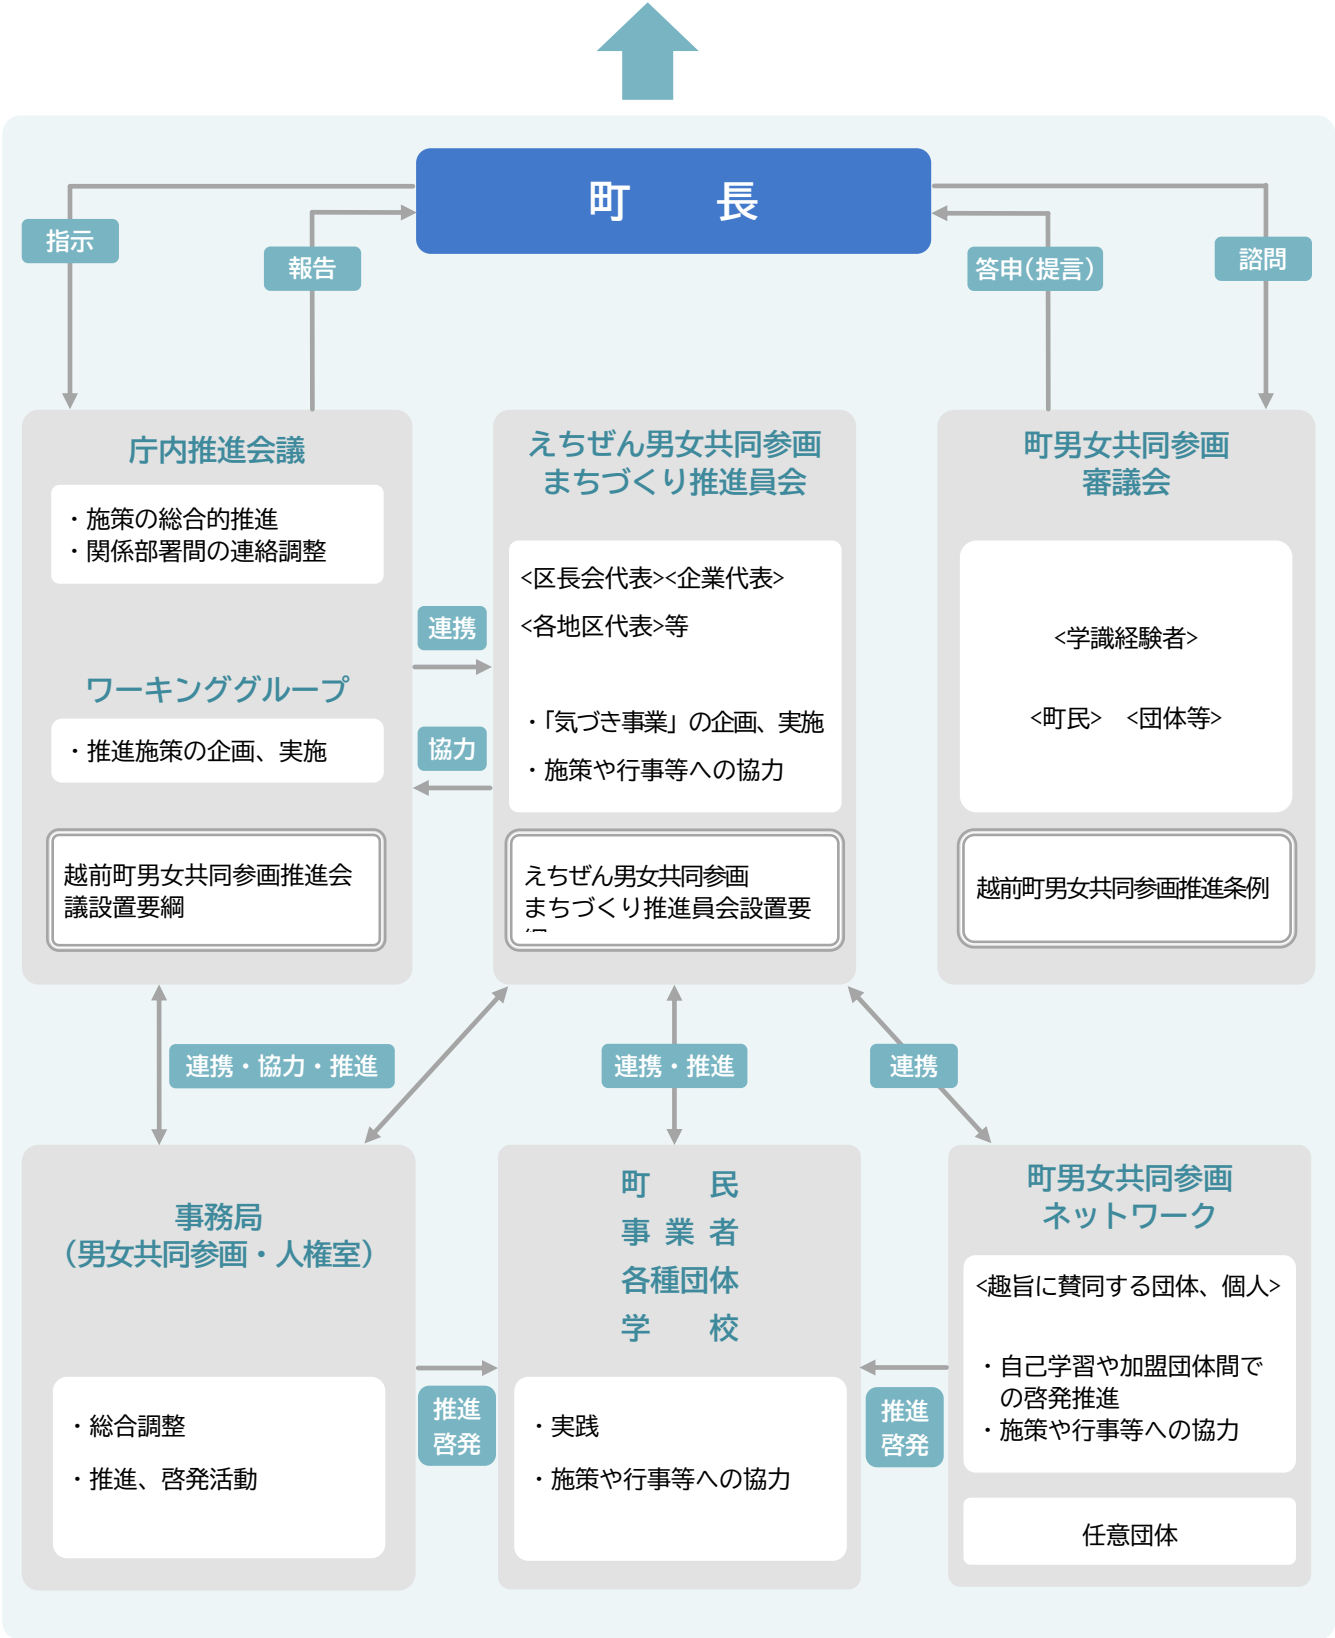 町　長
指示
報告
答申（提言）
諮問
庁内推進会議
・施策の総合的推進
・関係部署間の連絡調整
ワーキンググループ
・推進施策の企画、実施
越前町男女共同参画推進会
議設置要綱
連携
協力
えちぜん男女共同参画
まちづくり推進員会
<区長会代表><企業代表>
<各地区代表>等
・「気づき事業」の企画、実施
・施策や行事等への協力
えちぜん男女共同参画
まちづくり推進員会設置要
町男女共同参画
審議会
<学識経験者>
<町民>　<団体等>
越前町男女共同参画推進条例
連携・協力・推進
連携・推進
連携
事務局
（男女共同参画・人権室）
・総合調整
・推進、啓発活動
推進
啓発
町　　民
事 業 者
各種団体
学　　校
・実践
・施策や行事等への協力
推進
啓発
町男女共同参画
ネットワーク
<趣旨に賛同する団体、個人>
・自己学習や加盟団体間で
の啓発推進
・施策や行事等への協力
任意団体